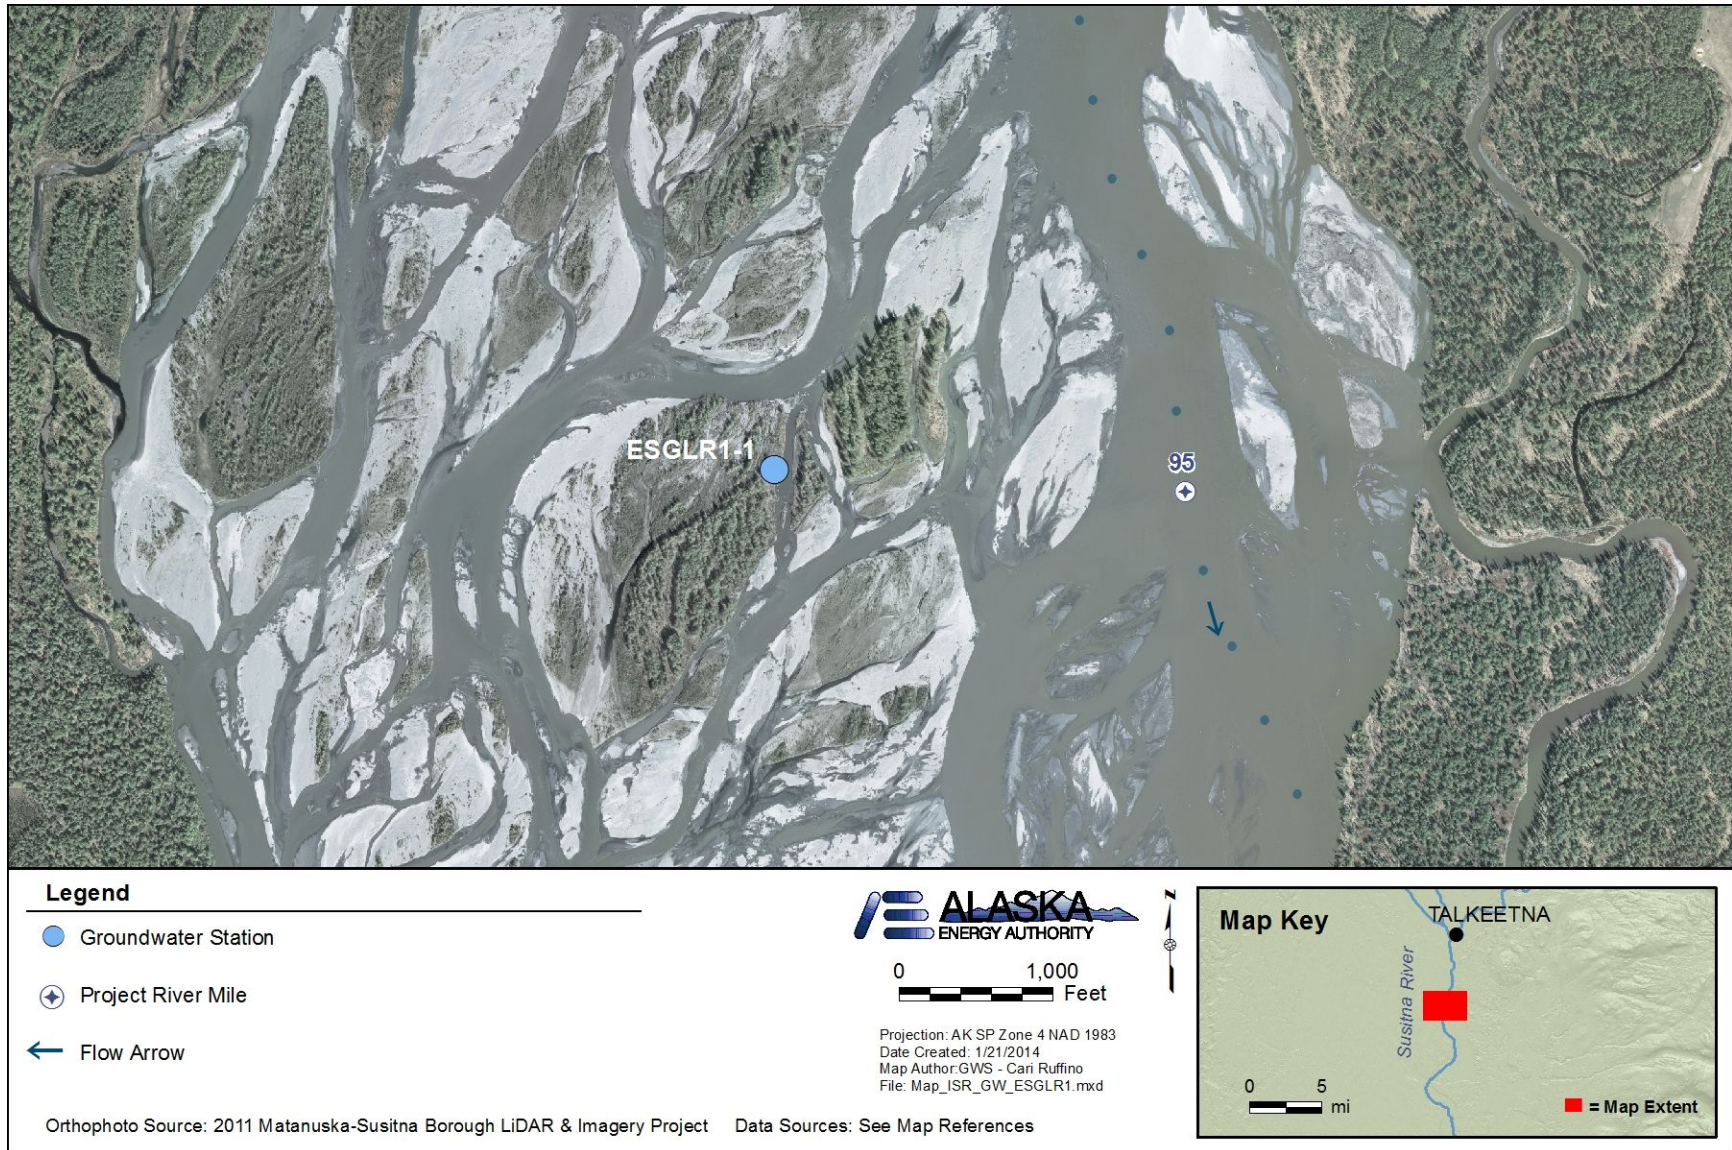 ESGLR1-1
95
Legend
Groundwater Station
Project River Mile
Flow Arrow
Orthophoto Source: 2011 Matanuska-Susitna Borough LiDAR & Imagery Project Data Sources: See Map References
ALASKA
ENERGY AUTHORITY
0 1,000
Feet
Projection: AK SP Zone 4 NAD 1983
Date Created: 1/21/2014
Map Author:GWS - Cari Ruffino
File: Map_ISR_GW_ESGLR1.mxd
N
Map Key
TALKEETNA
Susitna River
0 5
mi
= Map Extent